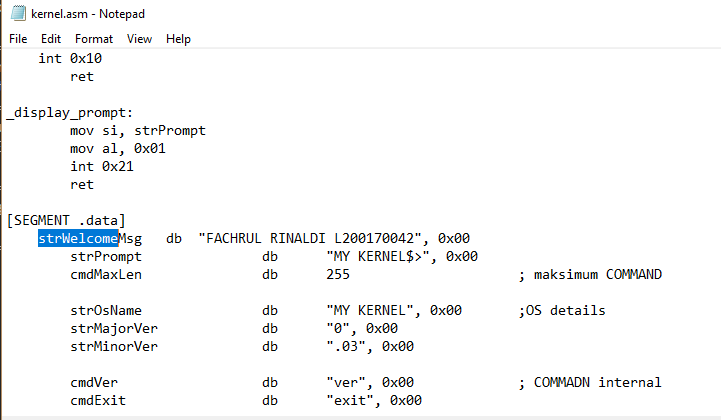 kernel.asm - Notepad
File Edit Format View Help
int 0x10
ret
_display_prompt:
mov si, strPrompt
mov al, 0x01
int 0x21
ret
[SEGMENT .data]
strWelcomeMsg db "FACHRUL RINALDI L200170042", 0x00
strPrompt db "MY KERNEL$>", 0x00
cmdMaxLen db 255 ; maksimum COMMAND
strOsName db "MY KERNEL", 0x00 ;OS details
strMajorVer db "0", 0x00
strMinorVer db ".03", 0x00
cmdVer db "ver", 0x00 ; COMMADN internal
cmdExit db "exit", 0x00